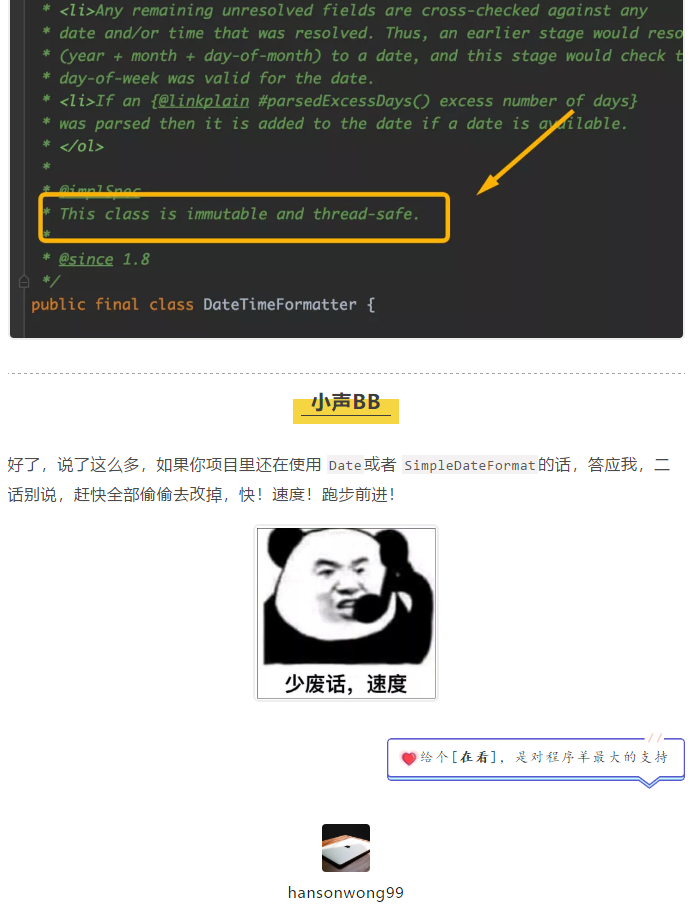 * <li>Any remaining unresolved fields are cross-checked against any
* date and/or time that was resolved. Thus, an earlier stage would reso
* (year + month + day-of-month) to a date, and this stage would check t
* day-of-week was valid for the date.
* <li>If an {@linkplain #parsedExcessDays() excess number of days}
* was parsed then it is added to the date if a date is available.
* </ol>
*
* @implSpec
* This class is immutable and thread-safe.
*
* @since 1.8
*/
public final class DateTimeFormatter {
小声BB
好了，说了这么多，如果你项目里还在使用 Date或者 SimpleDateFormat的话，答应我，二
话别说，赶快全部偷偷去改掉，快！速度！跑步前进！
少废话，速度
给个[在看]，是对程序羊最大的支持
hansonwong99